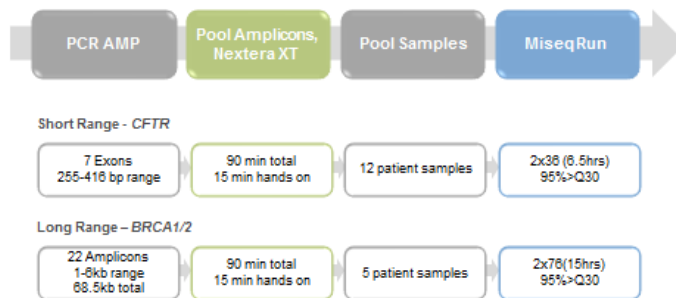 PCR AMP
Pool Amplicons,
Nextera XT
Pool Samples
MiseqRun
Short Range - CFTR
7 Exons
255-416 bp range
90 min total
15 min hands on
12 patient samples
2x36 (6.5hrs)
95%>Q30
Long Range – BRCA1/2
22 Amplicons
1-6kb range
68.5kb total
90 min total
15 min hands on
5 patient samples
2x76(15hrs)
95%>Q30